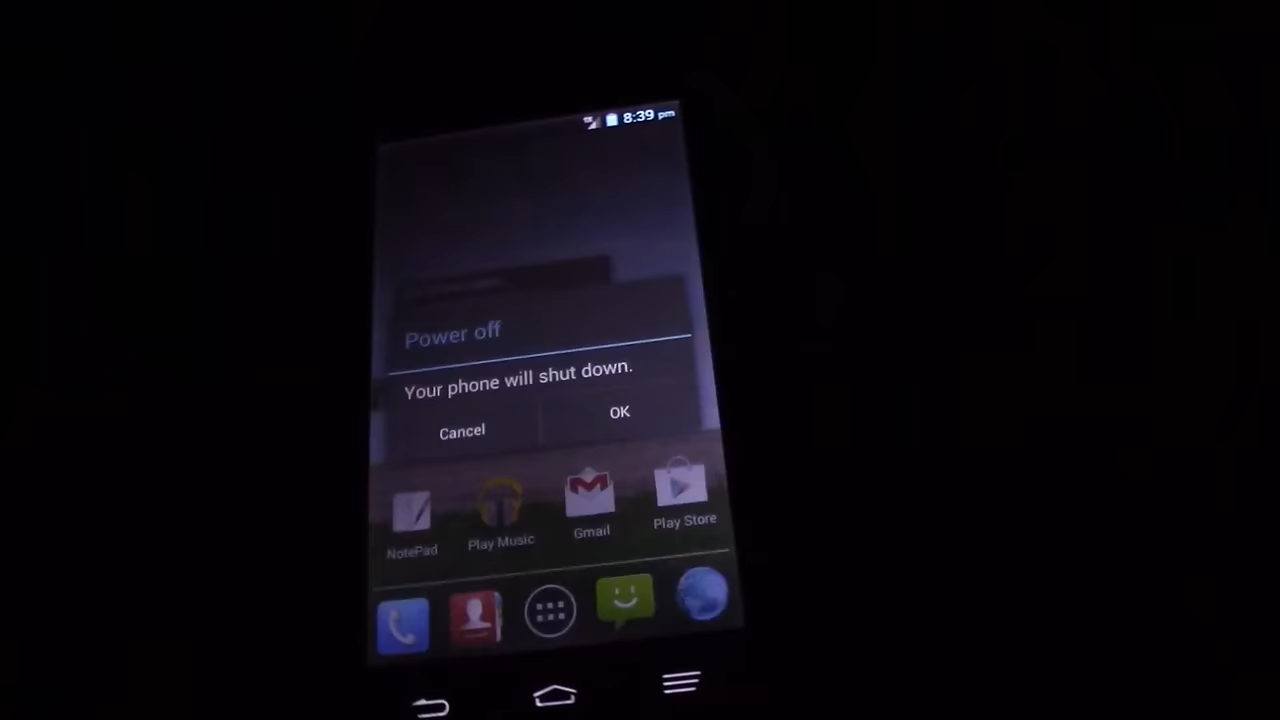 8:39 pm
Power off
Your phone will shut down.
Cancel
OK
NotePad
Play Music
Gmail
Play Store